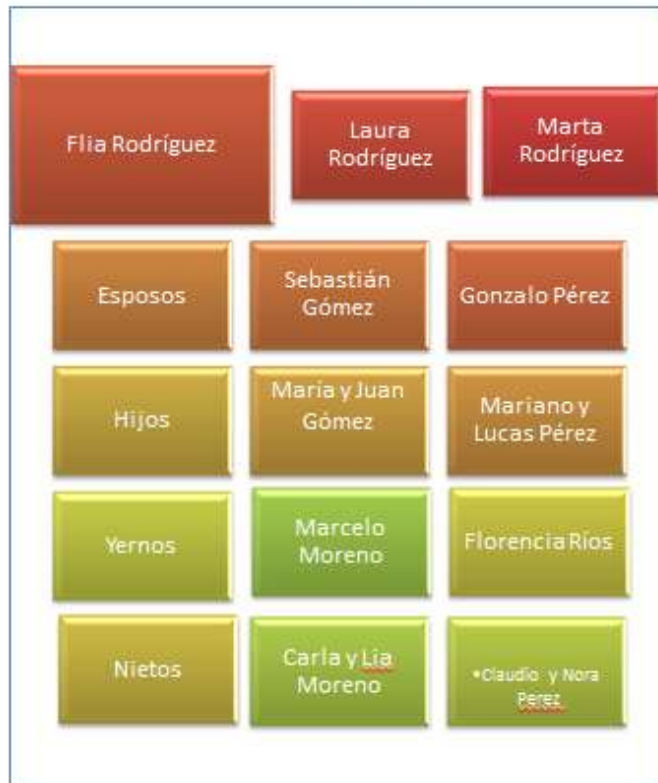 Flia Rodríguez
Laura
Rodríguez
Marta
Rodríguez
Esposos
Sebastián
Gómez
Gonzalo Pérez
Hijos
María y Juan
Gómez
Mariano y
Lucas Pérez
Yernos
Marcelo
Moreno
Florencia Ríos
Nietos
Carla y Lia
Moreno
•Claudio y Nora
Perez